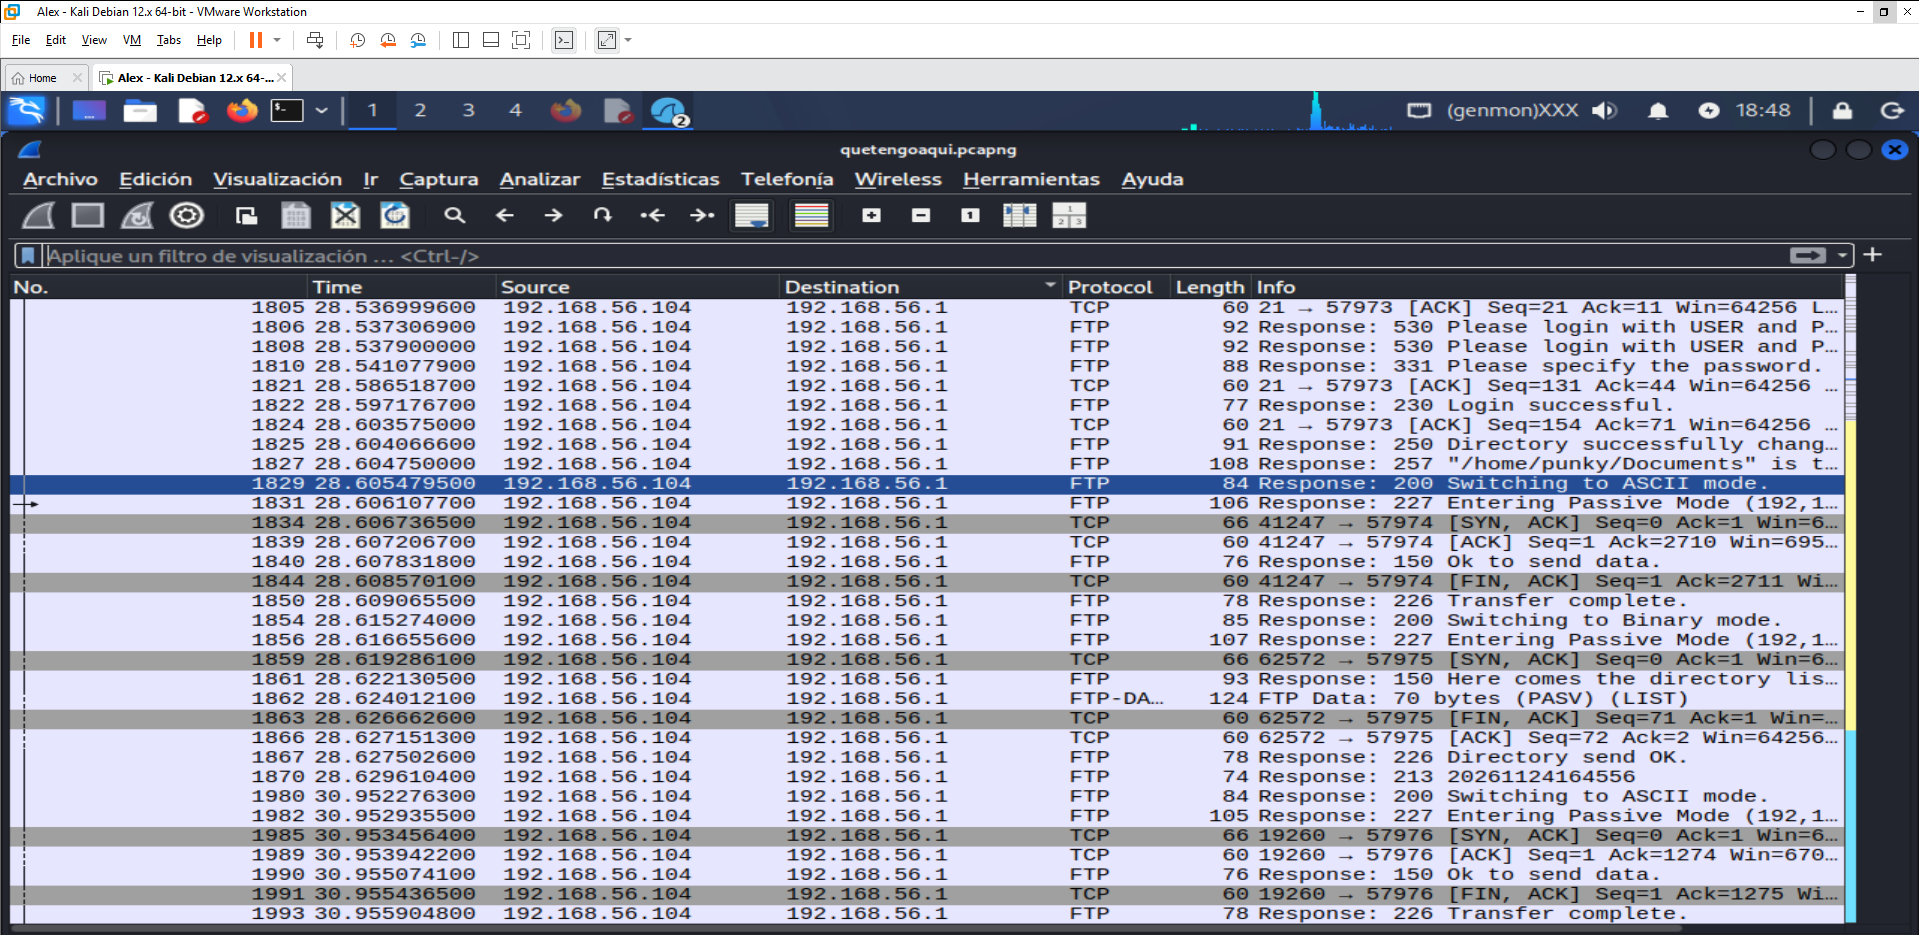 Alex - Kali Debian 12.x 64-bit - VMware Workstation
File Edit View VM Tabs Help
Home Alex - Kali Debian 12.x 64-...
1 2 3 4 2 (genmon)XXX 18:48
quetengoaqui.pcapng
Archivo Edición Visualización Ir Captura Analizar Estadísticas Telefonía Wireless Herramientas Ayuda
Aplique un filtro de visualización ... <Ctrl-/>
No. Time Source Destination Protocol Length Info
1805 28.536999600 192.168.56.104 192.168.56.1 TCP 60 21 → 57973 [ACK] Seq=21 Ack=11 Win=64256 L...
1806 28.537306900 192.168.56.104 192.168.56.1 FTP 92 Response: 530 Please login with USER and P...
1808 28.537900000 192.168.56.104 192.168.56.1 FTP 92 Response: 530 Please login with USER and P...
1810 28.541077900 192.168.56.104 192.168.56.1 FTP 88 Response: 331 Please specify the password.
1821 28.586518700 192.168.56.104 192.168.56.1 TCP 60 21 → 57973 [ACK] Seq=131 Ack=44 Win=64256 ...
1822 28.597176700 192.168.56.104 192.168.56.1 FTP 77 Response: 230 Login successful.
1824 28.603575000 192.168.56.104 192.168.56.1 TCP 60 21 → 57973 [ACK] Seq=154 Ack=71 Win=64256 ...
1825 28.604066600 192.168.56.104 192.168.56.1 FTP 91 Response: 250 Directory successfully chang...
1827 28.604750000 192.168.56.104 192.168.56.1 FTP 108 Response: 257 "/home/punky/Documents" is t...
1829 28.605479500 192.168.56.104 192.168.56.1 FTP 84 Response: 200 Switching to ASCII mode.
1831 28.606107700 192.168.56.104 192.168.56.1 FTP 106 Response: 227 Entering Passive Mode (192,1...
1834 28.606736500 192.168.56.104 192.168.56.1 TCP 66 41247 → 57974 [SYN, ACK] Seq=0 Ack=1 Win=6...
1839 28.607206700 192.168.56.104 192.168.56.1 TCP 60 41247 → 57974 [ACK] Seq=1 Ack=2710 Win=695...
1840 28.607831800 192.168.56.104 192.168.56.1 FTP 76 Response: 150 Ok to send data.
1844 28.608570100 192.168.56.104 192.168.56.1 TCP 60 41247 → 57974 [FIN, ACK] Seq=1 Ack=2711 Wi...
1850 28.609065500 192.168.56.104 192.168.56.1 FTP 78 Response: 226 Transfer complete.
1854 28.615274000 192.168.56.104 192.168.56.1 FTP 85 Response: 200 Switching to Binary mode.
1856 28.616655600 192.168.56.104 192.168.56.1 FTP 107 Response: 227 Entering Passive Mode (192,1...
1859 28.619286100 192.168.56.104 192.168.56.1 TCP 66 62572 → 57975 [SYN, ACK] Seq=0 Ack=1 Win=6...
1861 28.622130500 192.168.56.104 192.168.56.1 FTP 93 Response: 150 Here comes the directory lis...
1862 28.624012100 192.168.56.104 192.168.56.1 FTP-DA... 124 FTP Data: 70 bytes (PASV) (LIST)
1863 28.626662600 192.168.56.104 192.168.56.1 TCP 60 62572 → 57975 [FIN, ACK] Seq=71 Ack=1 Win=...
1866 28.627151300 192.168.56.104 192.168.56.1 TCP 60 62572 → 57975 [ACK] Seq=72 Ack=2 Win=64256...
1867 28.627502600 192.168.56.104 192.168.56.1 FTP 78 Response: 226 Directory send OK.
1870 28.629610400 192.168.56.104 192.168.56.1 FTP 74 Response: 213 20261124164556
1980 30.952276300 192.168.56.104 192.168.56.1 FTP 84 Response: 200 Switching to ASCII mode.
1982 30.952935500 192.168.56.104 192.168.56.1 FTP 105 Response: 227 Entering Passive Mode (192,1...
1985 30.953456400 192.168.56.104 192.168.56.1 TCP 66 19260 → 57976 [SYN, ACK] Seq=0 Ack=1 Win=6...
1989 30.953942200 192.168.56.104 192.168.56.1 TCP 60 19260 → 57976 [ACK] Seq=1 Ack=1274 Win=670...
1990 30.955074100 192.168.56.104 192.168.56.1 FTP 76 Response: 150 Ok to send data.
1991 30.955436500 192.168.56.104 192.168.56.1 TCP 60 19260 → 57976 [FIN, ACK] Seq=1 Ack=1275 Wi...
1993 30.955904800 192.168.56.104 192.168.56.1 FTP 78 Response: 226 Transfer complete.